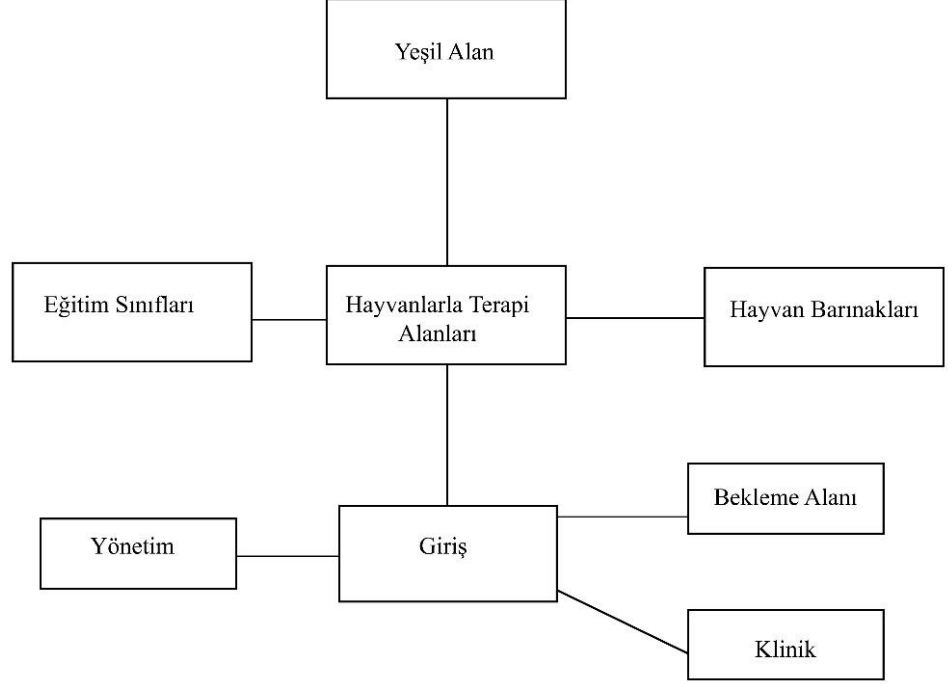 Yeşil Alan
Eğitim Sınıfları
Hayvanlarla Terapi
Alanları
Hayvan Barınakları
Bekleme Alanı
Yönetim
Giriş
Klinik